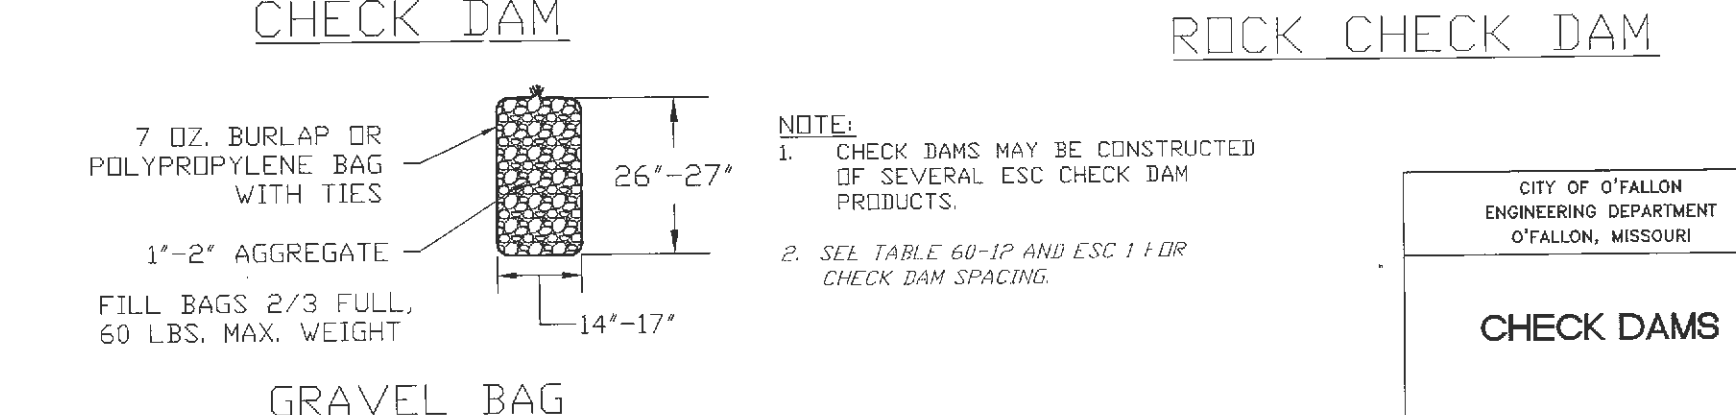 CHECK DAM
ROCK CHECK DAM
7 OZ. BURLAP OR
POLYPROPYLENE BAG
WITH TIES
1"-2" AGGREGATE
FILL BAGS 2/3 FULL,
60 LBS. MAX. WEIGHT
26"-27"
14"-17"
GRAVEL BAG
NOTE:
1. CHECK DAMS MAY BE CONSTRUCTED
OF SEVERAL ESC CHECK DAM
PRODUCTS.
2. SEE TABLE 60-12 AND ESC 1 FOR
CHECK DAM SPACING.
CITY OF O'FALLON
ENGINEERING DEPARTMENT
O'FALLON, MISSOURI
CHECK DAMS